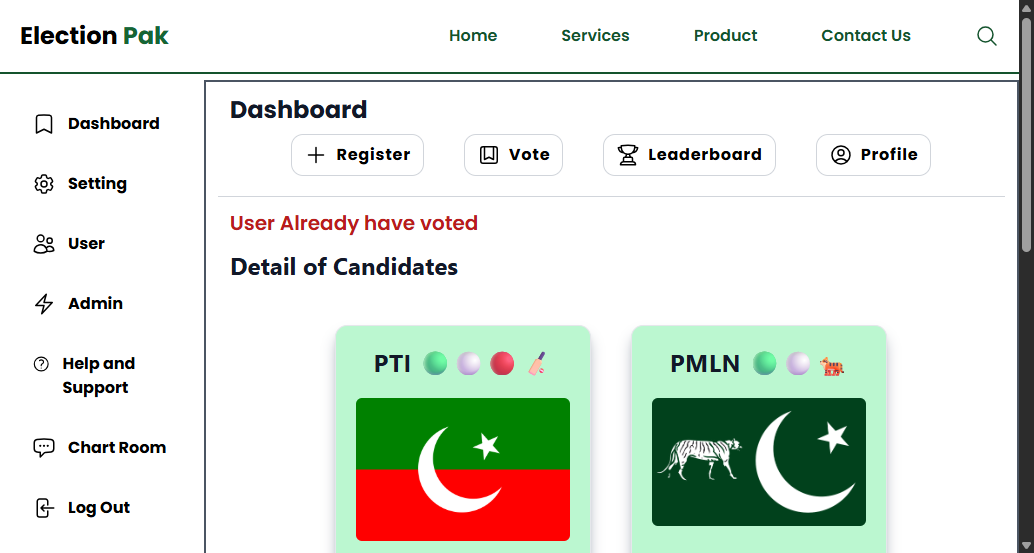 Election Pak
Home
Services
Product
Contact Us
Dashboard
Setting
User
Admin
Help and
Support
Chart Room
Log Out
Dashboard
Register
Vote
Leaderboard
Profile
User Already have voted
Detail of Candidates
PTI
PMLN